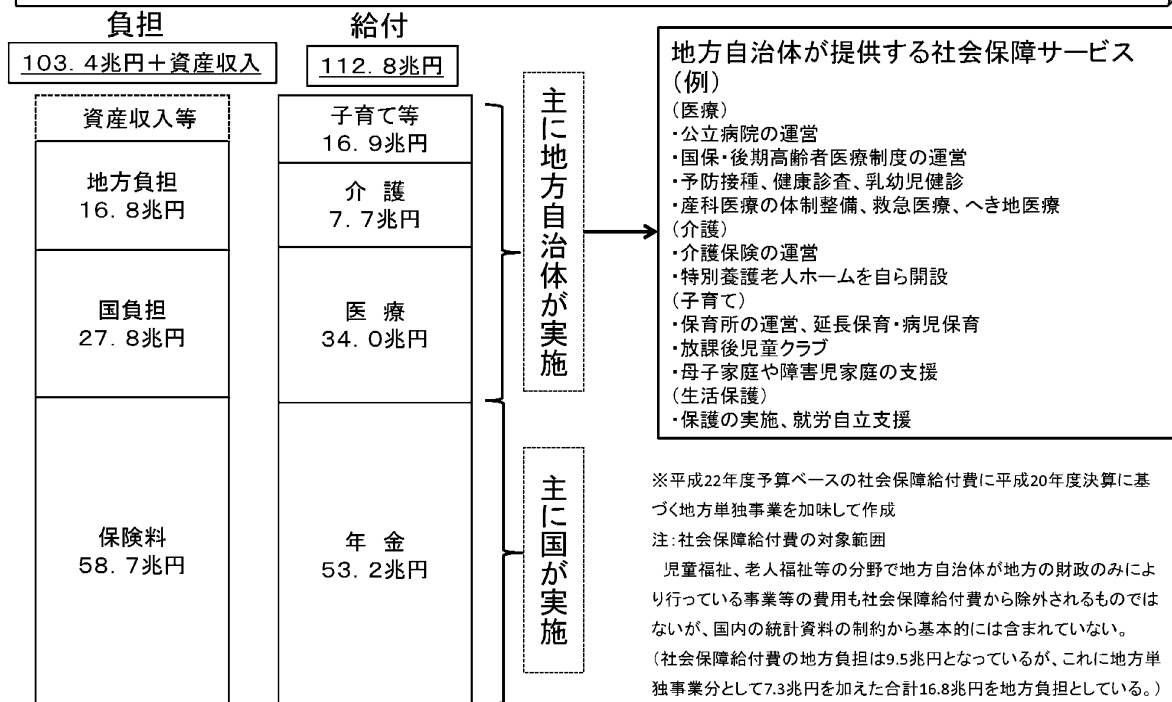 負担
103.4兆円＋資産収入
資産収入等
地方負担
16.8兆円
国負担
27.8兆円
保険料
58.7兆円
給付
112.8兆円
子育て等
16.9兆円
介 護
7.7兆円
医 療
34.0兆円
年 金
53.2兆円
主に地方自治体が実施
主に国が実施
地方自治体が提供する社会保障サービス
（例）
（医療）
・公立病院の運営
・国保・後期高齢者医療制度の運営
・予防接種、健康診査、乳幼児健診
・産科医療の体制整備、救急医療、へき地医療
（介護）
・介護保険の運営
・特別養護老人ホームを自ら開設
（子育て）
・保育所の運営、延長保育・病児保育
・放課後児童クラブ
・母子家庭や障害児家庭の支援
（生活保護）
・保護の実施、就労自立支援
※平成22年度予算ベースの社会保障給付費に平成20年度決算に基
づく地方単独事業を加味して作成
注：社会保障給付費の対象範囲
児童福祉、老人福祉等の分野で地方自治体が地方の財政のみによ
り行っている事業等の費用も社会保障給付費から除外されるものでは
ないが、国内の統計資料の制約から基本的には含まれていない。
（社会保障給付費の地方負担は9.5兆円となっているが、これに地方単
独事業分として7.3兆円を加えた合計16.8兆円を地方負担としている。）